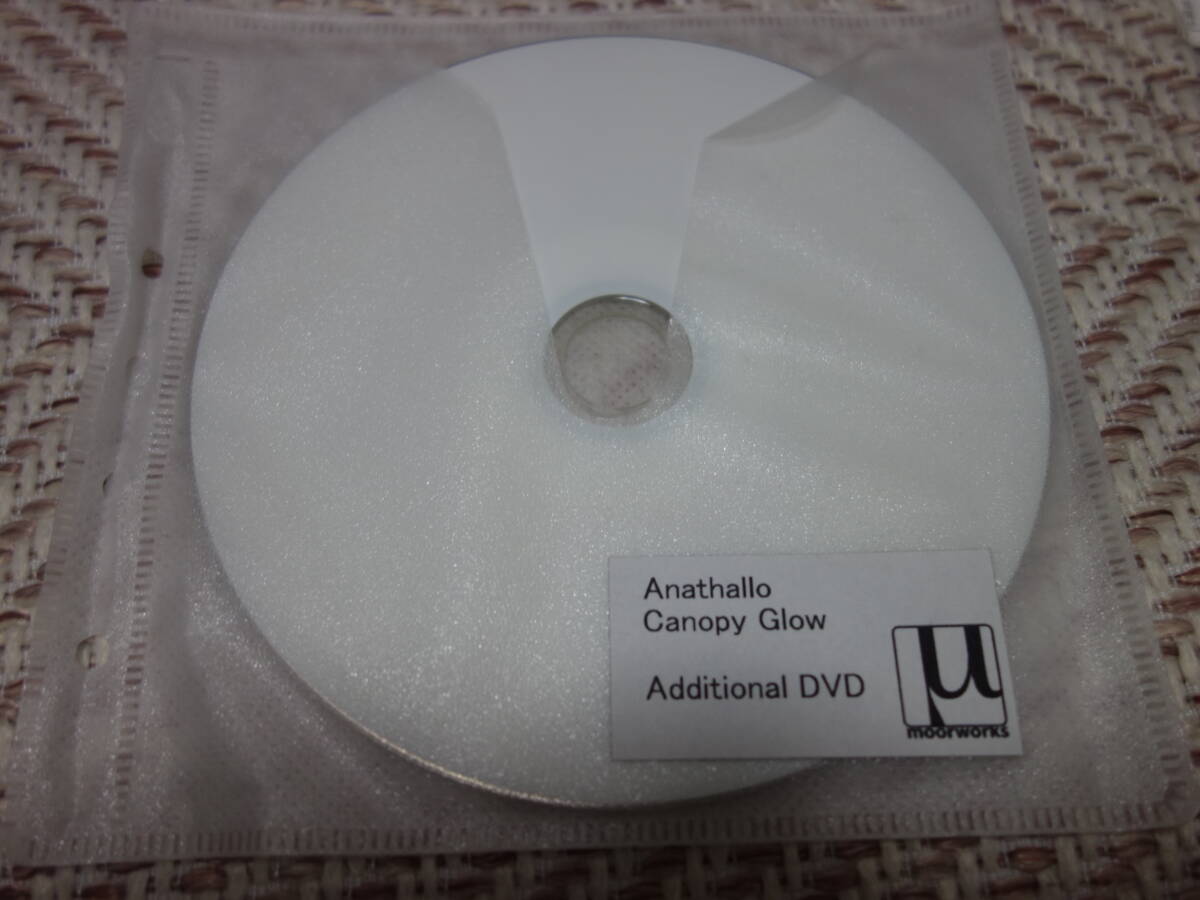 Anathallo
Canopy Glow
Additional DVD
μ
moorworks